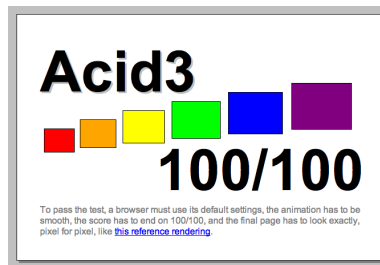 Acid3
100/100
To pass the test, a browser must use its default settings, the animation has to be
smooth, the score has to end on 100/100, and the final page has to look exactly,
pixel for pixel, like this reference rendering.